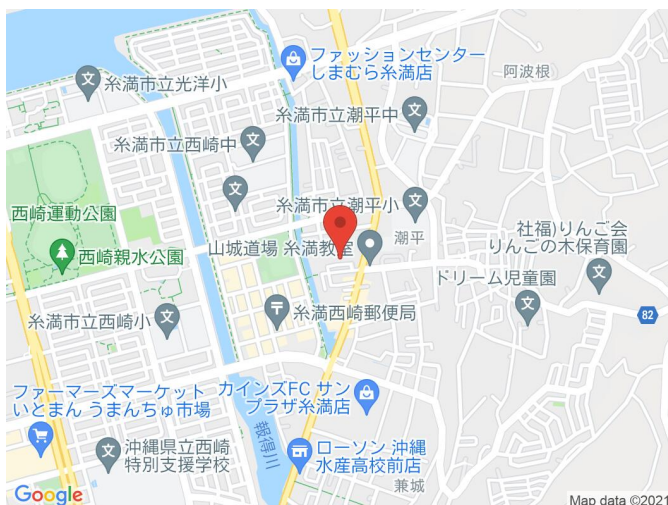 ファッションセンター
しまむら糸満店
阿波根
糸満市立光洋小
糸満市立潮平中
糸満市立西崎中
西崎運動公園
糸満市立潮平小
山城道場 糸満教室
潮平
社福)りんご会
りんごの木保育園
西崎親水公園
ドリーム児童園
糸満市立西崎小
糸満西崎郵便局
82
ファーマーズマーケット
いとまん うまんちゅ市場
カインズFC サン
プラザ糸満店
沖縄県立西崎
特別支援学校
報得川
ローソン 沖縄
水産高校前店
兼城
Google
Map data ©2021